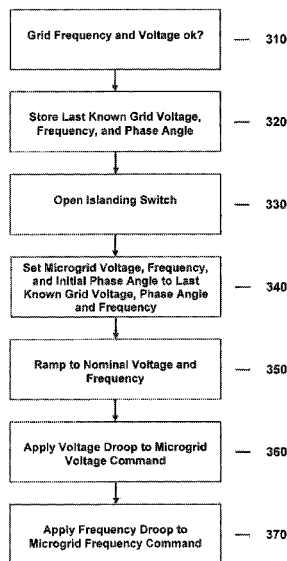 Grid Frequency and Voltage ok?
310
Store Last Known Grid Voltage,
Frequency, and Phase Angle
320
Open Islanding Switch
330
Set Microgrid Voltage, Frequency,
and Initial Phase Angle to Last
Known Grid Voltage, Phase Angle
and Frequency
340
Ramp to Nominal Voltage and
Frequency
350
Apply Voltage Droop to Microgrid
Voltage Command
360
Apply Frequency Droop to
Microgrid Frequency Command
370